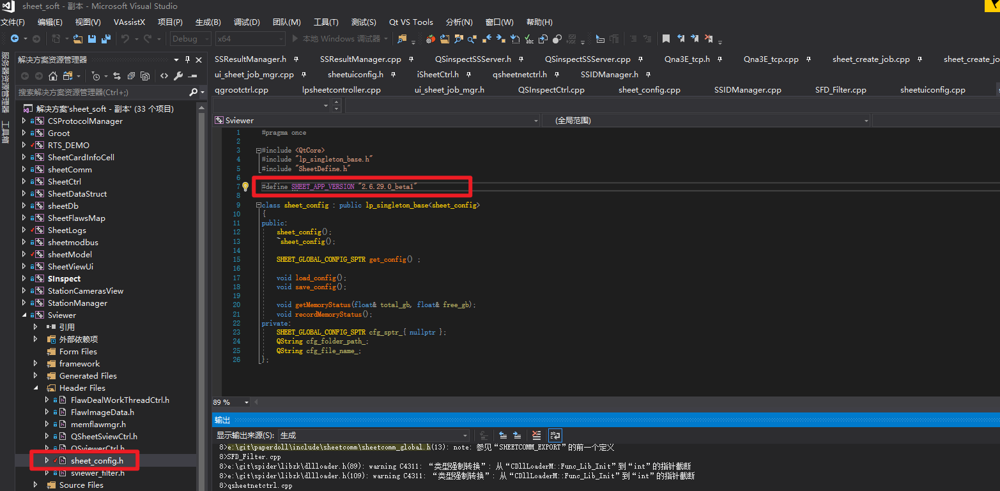 sheet_soft - 副本 - Microsoft Visual Studio
文件(F) 编辑(E) 视图(V) VAssistX 项目(P) 生成(B) 调试(D) 团队(M) 工具(T) 测试(S) Qt VS Tools 分析(N) 窗口(W) 帮助(H)
Debug x64 本地 Windows 调试器
服务器资源管理器
工具箱
解决方案资源管理器
搜索解决方案资源管理器(Ctrl+;)
解决方案'sheet_soft - 副本' (33 个项目)
CSProtocolManager
Groot
RTS_DEMO
SheetCardInfoCell
sheetComm
SheetCtrl
SheetDataStruct
sheetDb
SheetFlawsMap
SheetLogs
sheetmodbus
sheetModel
SheetViewUi
SInspect
StationCamerasView
StationManager
Sviewer
引用
外部依赖项
Form Files
framework
Generated Files
Header Files
FlawDealWorkThreadCtrl.h
FlawImageData.h
memflawmgr.h
QSheetSviewCtrl.h
QSviewerCtrl.h
sheet_config.h
sviewer_filter.h
Source Files
SSResultManager.h SSResultManager.cpp QSinspectSSServer.h QSinspectSSServer.cpp Qna3E_tcp.h Qna3E_tcp.cpp sheet_create_job.cpp sheet_create_jo
ui_sheet_job_mgr.cpp sheetuiconfig.h iSheetCtrl.h qsheetnetctrl.h SSIDManager.h
qgrootctrl.cpp lpsheetcontroller.cpp ui_sheet_job_mgr.h QSInspectCtrl.cpp sheet_config.cpp SSIDManager.cpp SFD_Filter.cpp sheetuiconfig.cpp
Sviewer (全局范围)
1 #pragma once
2
3 #include <QtCore>
4 #include "lp_singleton_base.h"
5 #include "SheetDefine.h"
6
7 #define SHEET_APP_VERSION "2.6.29.0_beta1"
8
9 class sheet_config : public lp_singleton_base<sheet_config>
10 {
11 public:
12 sheet_config();
13 ~sheet_config();
14
15 SHEET_GLOBAL_CONFIG_SPTR get_config() ;
16
17 void load_config();
18 void save_config();
19
20 void getMemoryStatus(float& total_gb, float& free_gb);
21 void recordMemoryStatus();
22 private:
23 SHEET_GLOBAL_CONFIG_SPTR cfg_sptr_{ nullptr };
24 QString cfg_folder_path_;
25 QString cfg_file_name_;
26 };
89 %
输出
显示输出来源(S): 生成
8>e:\git\paperdoll\include\sheetcomm\sheetcomm_global.h(13): note: 参见“SHEETCOMM_EXPORT”的前一个定义
8>SFD_Filter.cpp
8>e:\git\spider\libzk\dllloader.h(89): warning C4311: “类型强制转换”: 从“CDllLoaderM::Func_Lib_Init”到“int”的指针截断
8>e:\git\spider\libzk\dllloader.h(109): warning C4311: “类型强制转换”: 从“CDllLoaderM::Func_Lib_Init”到“int”的指针截断
8>qsheetnetctrl.cpp